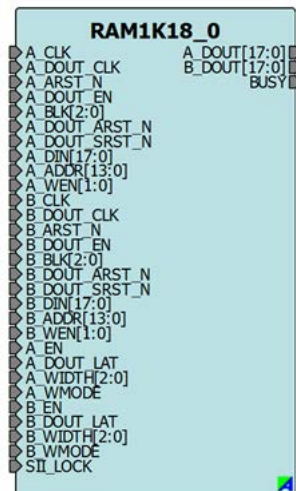 RAM1K18_0
A_CLK A_DOUT[17:0]
A_DOUT_CLK B_DOUT[17:0]
A_ARST_N BUSY
A_DOUT_EN
A_BLK[2:0]
A_DOUT_ARST_N
A_DOUT_SRST_N
A_DIN[17:0]
A_ADDR[13:0]
A_WEN[1:0]
B_CLK
B_DOUT_CLK
B_ARST_N
B_DOUT_EN
B_BLK[2:0]
B_DOUT_ARST_N
B_DOUT_SRST_N
B_DIN[17:0]
B_ADDR[13:0]
B_WEN[1:0]
A_EN
A_DOUT_LAT
A_WIDTH[2:0]
A_WMODE
B_EN
B_DOUT_LAT
B_WIDTH[2:0]
B_WMODE
SII_LOCK